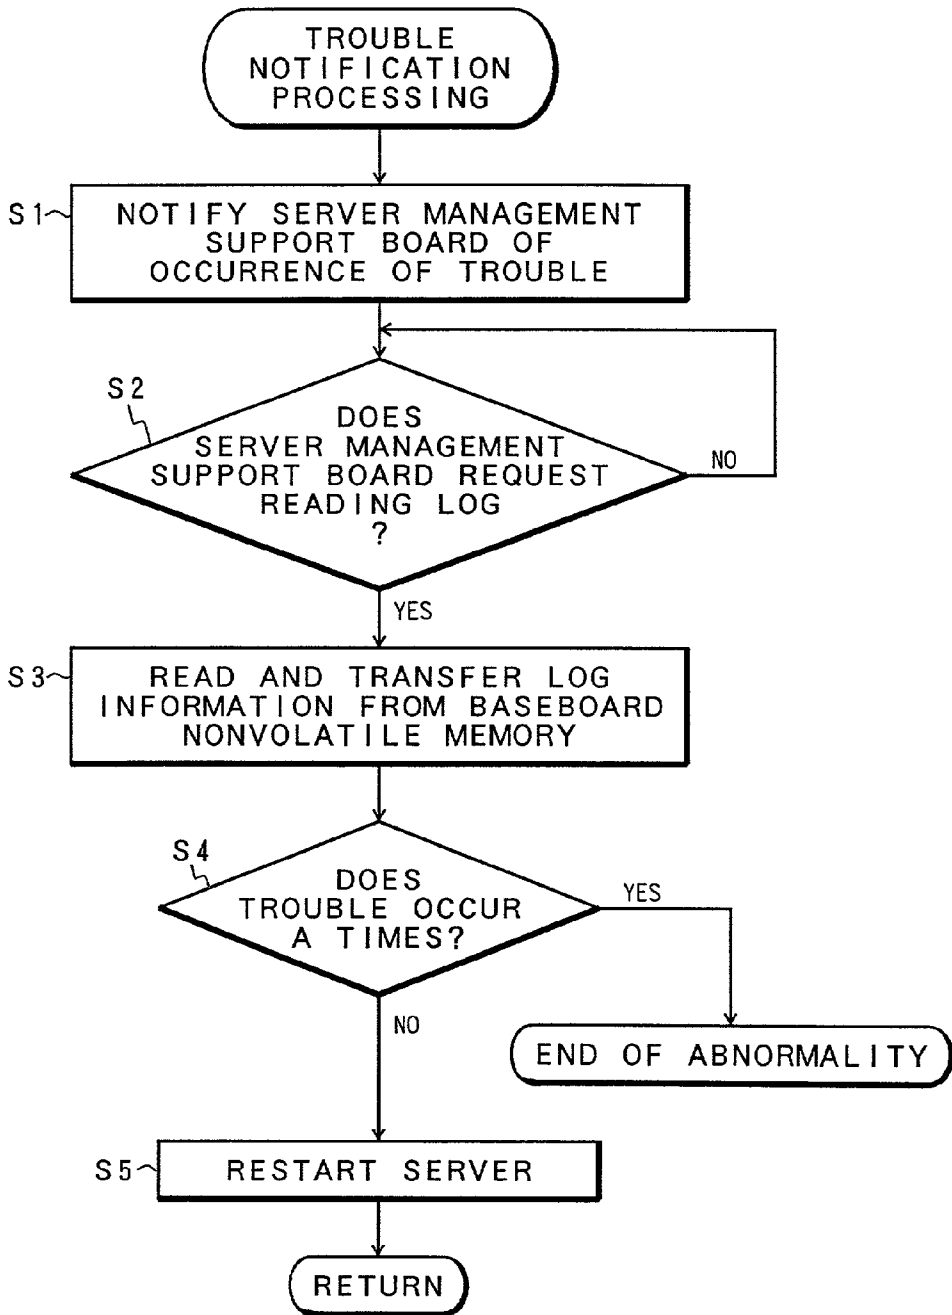 TROUBLE
NOTIFICATION
PROCESSING
S1
NOTIFY SERVER MANAGEMENT
SUPPORT BOARD OF
OCCURRENCE OF TROUBLE
S2
DOES
SERVER MANAGEMENT
SUPPORT BOARD REQUEST
READING LOG
?
NO
YES
S3
READ AND TRANSFER LOG
INFORMATION FROM BASEBOARD
NONVOLATILE MEMORY
S4
DOES
TROUBLE OCCUR
A TIMES?
YES
NO
END OF ABNORMALITY
S5
RESTART SERVER
RETURN